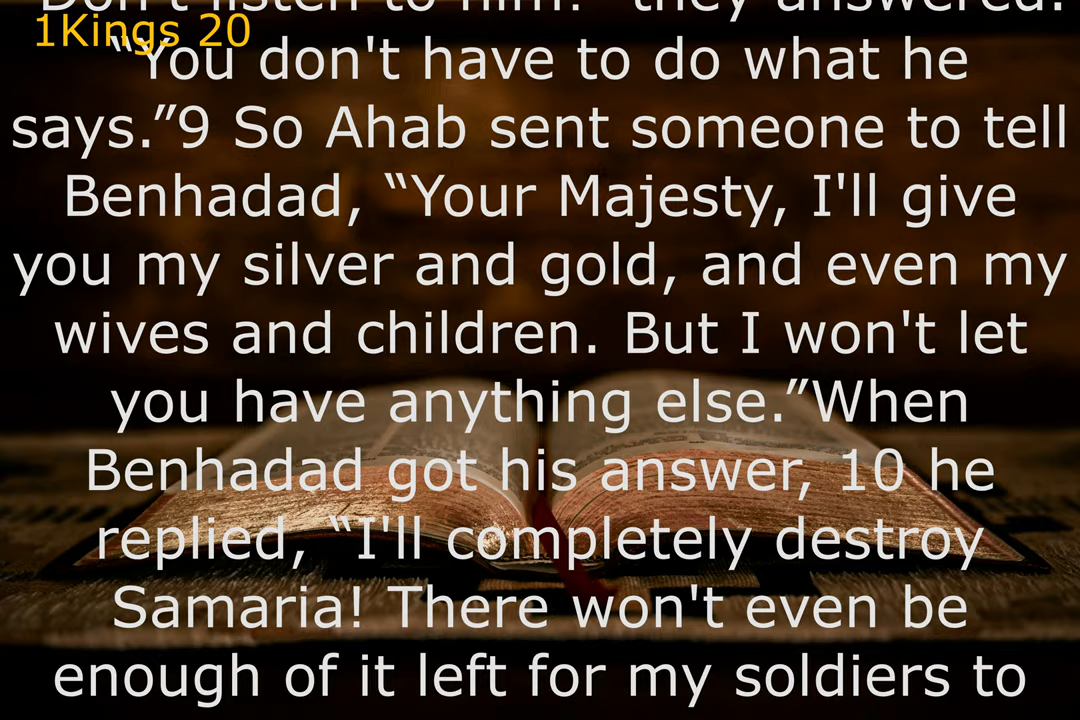 Don't listen to him!” they answered.
1Kings 20
“You don't have to do what he
says.”9 So Ahab sent someone to tell
Benhadad, “Your Majesty, I'll give
you my silver and gold, and even my
wives and children. But I won't let
you have anything else.”When
Benhadad got his answer, 10 he
replied, “I'll completely destroy
Samaria! There won't even be
enough of it left for my soldiers to